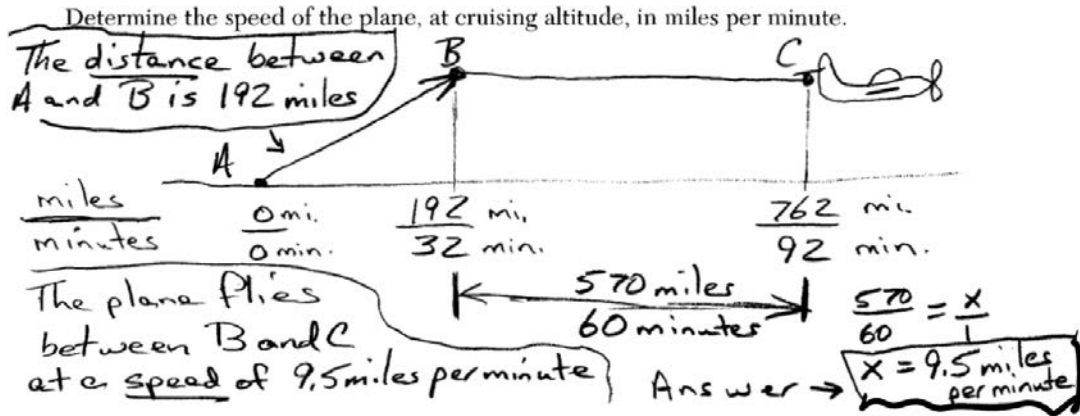 Determine the speed of the plane, at cruising altitude, in miles per minute.
The distance between
A and B is 192 miles
B
C
A
miles
minutes
0 mi.
0 min.
192 mi.
32 min.
762 mi.
92 min.
570 miles
60 minutes
570 = x
60 1
The plane flies
between B and C
at a speed of 9.5 miles per minute
Answer →
x = 9.5 miles
per minute